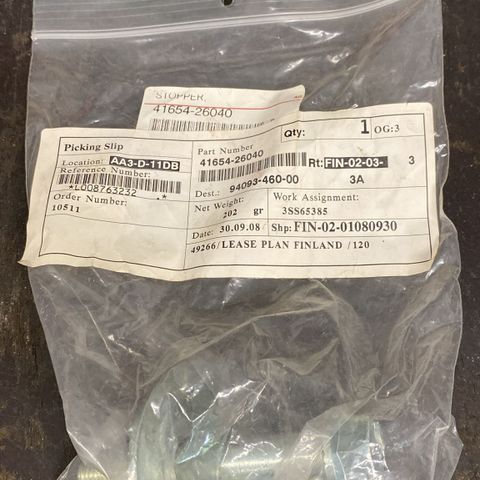 STOPPER,
41654-26040
Picking Slip
Location: AA3-D-11DB
Reference Number:
*L008763232 *
Order Number:
10511
Part Number
41654-26040
Qty: 1 OG:3
Rt: FIN-02-03- 3
3A
Dest.: 94093-460-00
Net Weight:
202 gr
Work Assignment:
3SS65385
Date: 30.09.08
Shp: FIN-02-01080930
49266/LEASE PLAN FINLAND /120